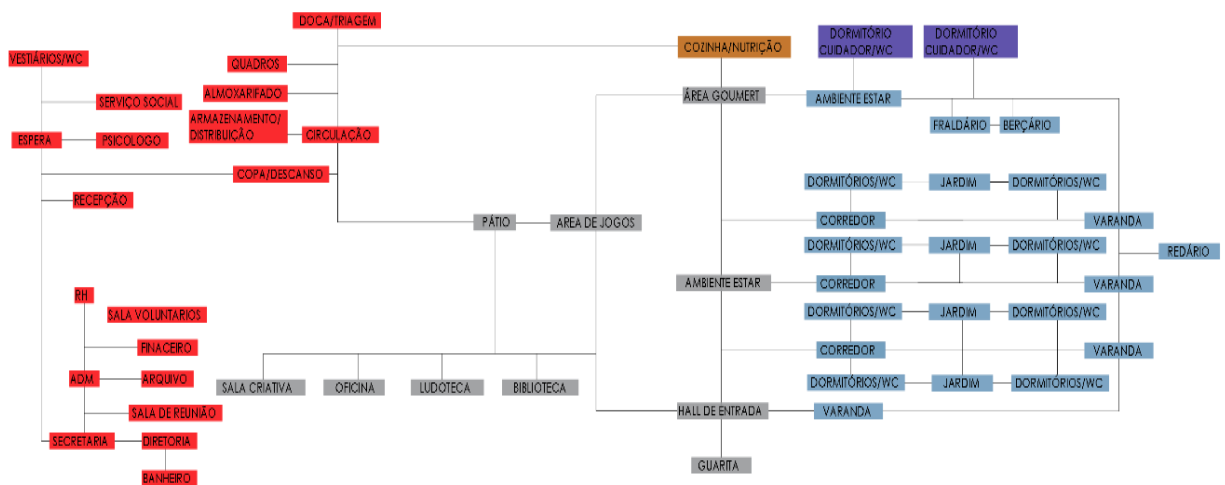 DOCA/TRIAGEM
VESTIÁRIOS/WC
QUADROS
COZINHA/NUTRIÇÃO
DORMITÓRIO
CUIDADOR/WC
DORMITÓRIO
CUIDADOR/WC
SERVIÇO SOCIAL
ALMOXARIFADO
ÁREA GOUMERT
AMBIENTE ESTAR
ARMAZENAMENTO/
DISTRIBUIÇÃO
CIRCULAÇÃO
FRALDÁRIO
BERÇÁRIO
ESPERA
PSICOLOGO
COPA/DESCANSO
DORMITÓRIOS/WC
JARDIM
DORMITÓRIOS/WC
RECEPÇÃO
PÁTIO
AREA DE JOGOS
CORREDOR
VARANDA
DORMITÓRIOS/WC
JARDIM
DORMITÓRIOS/WC
REDÁRIO
AMBIENTE ESTAR
CORREDOR
VARANDA
RH
SALA VOLUNTARIOS
DORMITÓRIOS/WC
JARDIM
DORMITÓRIOS/WC
FINACEIRO
CORREDOR
VARANDA
ADM
ARQUIVO
SALA CRIATIVA
OFICINA
LUDOTECA
BIBLIOTECA
DORMITÓRIOS/WC
JARDIM
DORMITÓRIOS/WC
SALA DE REUNIÃO
HALL DE ENTRADA
VARANDA
SECRETARIA
DIRETORIA
GUARITA
BANHEIRO